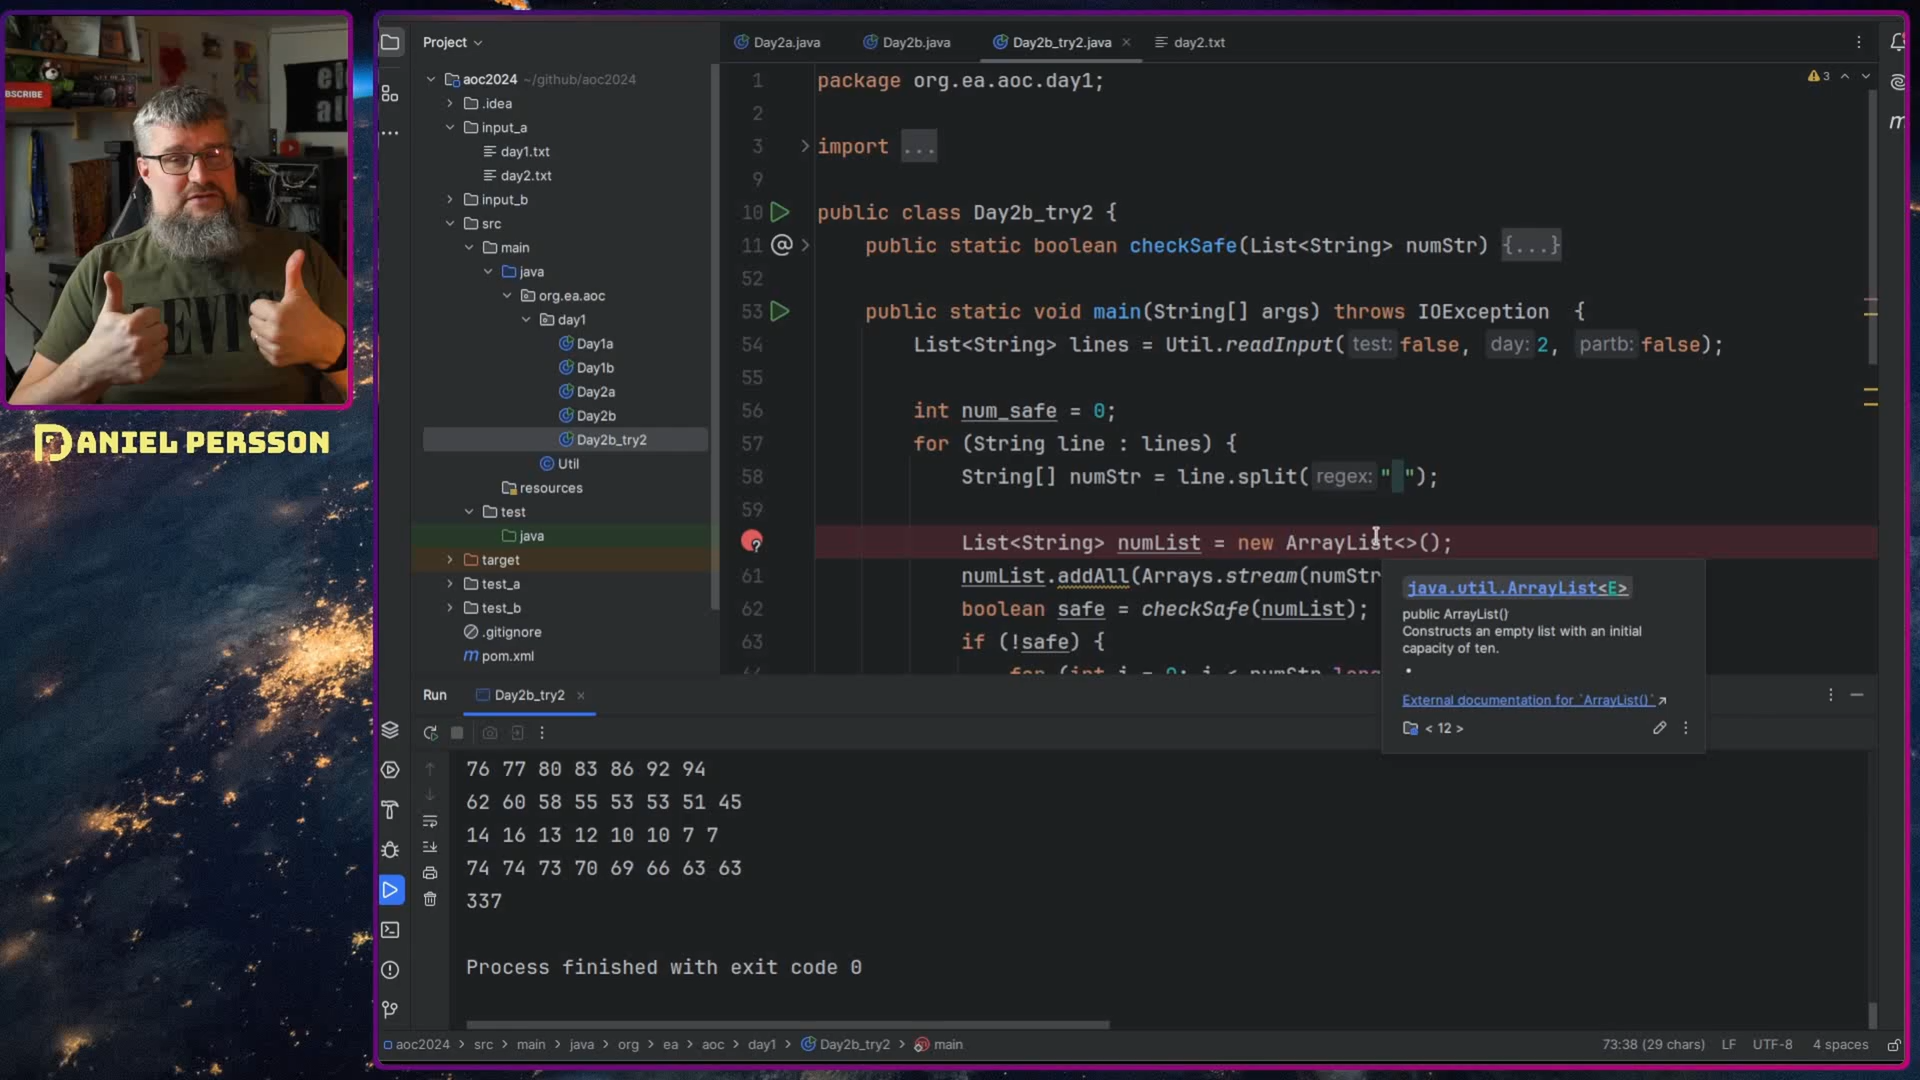 BSCRIBE
DANIEL PERSSON
Project
aoc2024 ~/github/aoc2024
.idea
input_a
day1.txt
day2.txt
input_b
src
main
java
org.ea.aoc
day1
Day1a
Day1b
Day2a
Day2b
Day2b_try2
Util
resources
test
java
target
test_a
test_b
.gitignore
pom.xml
Day2a.java
Day2b.java
Day2b_try2.java
day2.txt
3
1 package org.ea.aoc.day1;
2
3 import ...
9
10 public class Day2b_try2 {
11 @ public static boolean checkSafe(List<String> numStr) {...}
52
53 public static void main(String[] args) throws IOException {
54 List<String> lines = Util.readInput( test: false, day: 2, partb: false);
55
56 int num_safe = 0;
57 for (String line : lines) {
58 String[] numStr = line.split( regex: " ");
59
List<String> numList = new ArrayList<>();
61 numList.addAll(Arrays.stream(numStr
62 boolean safe = checkSafe(numList);
63 if (!safe) {
java.util.ArrayList<E>
public ArrayList()
Constructs an empty list with an initial
capacity of ten.
External documentation for `ArrayList()` ↗
< 12 >
Run
Day2b_try2
76 77 80 83 86 92 94
62 60 58 55 53 53 51 45
14 16 13 12 10 10 7 7
74 74 73 70 69 66 63 63
337
Process finished with exit code 0
aoc2024 > src > main > java > org > ea > aoc > day1 > Day2b_try2 > main
73:38 (29 chars) LF UTF-8 4 spaces